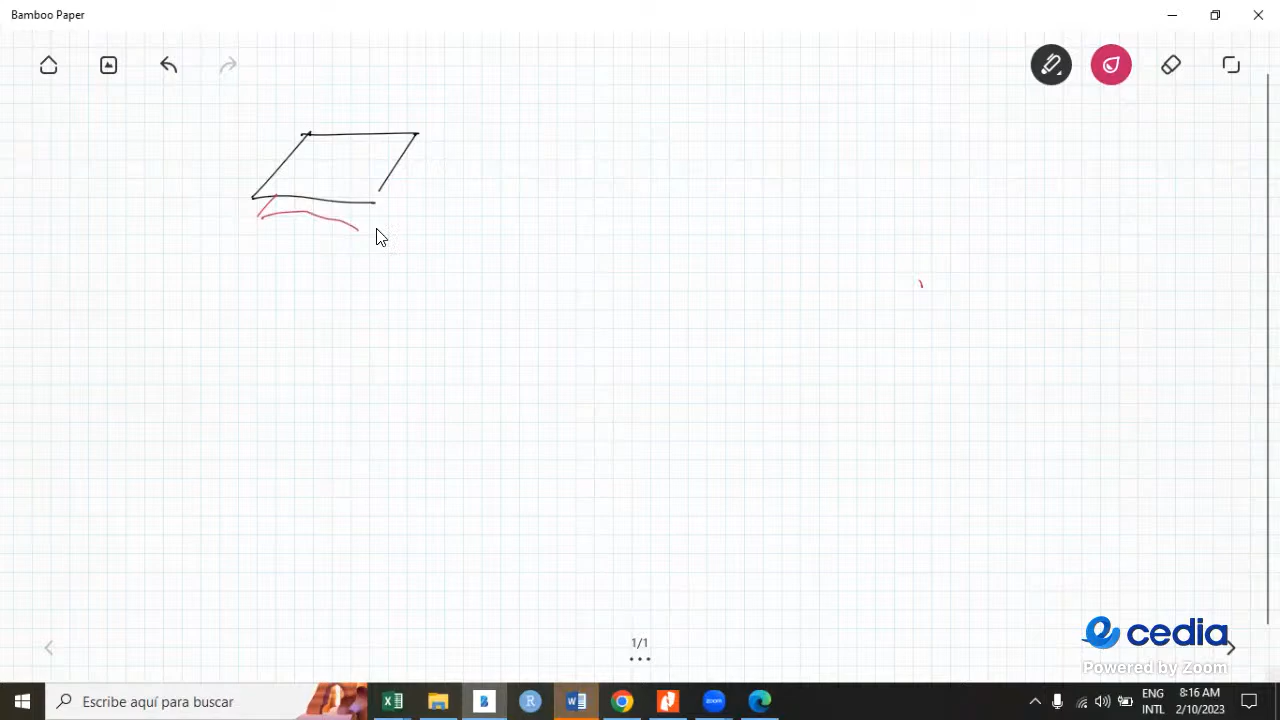 Bamboo Paper
1/1
cedia
Powered by Zoom
Escribe aquí para buscar
zoom
ENG
INTL
8:16 AM
2/10/2023